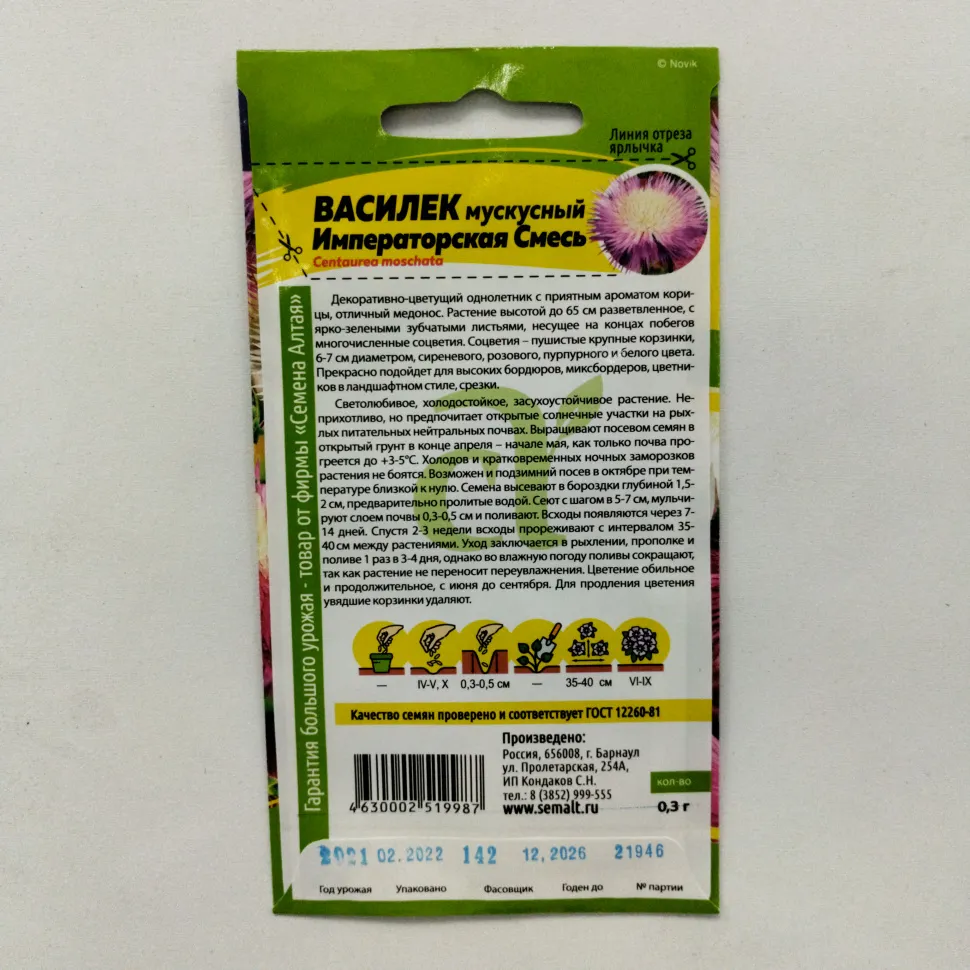 © Novik
Линия отреза
ярлычка
ВАСИЛЕК мускусный
Императорская Смесь
Centaurea moschata
Гарантия большого урожая - товар от фирмы «Семена Алтая»
Декоративно-цветущий однолетник с приятным ароматом кори-
цы, отличный медонос. Растение высотой до 65 см разветвленное, с
ярко-зелеными зубчатыми листьями, несущее на концах побегов
многочисленные соцветия. Соцветия – пушистые крупные корзинки,
6-7 см диаметром, сиреневого, розового, пурпурного и белого цвета.
Прекрасно подойдет для высоких бордюров, миксбордеров, цветни-
ков в ландшафтном стиле, срезки.
Светолюбивое, холодостойкое, засухоустойчивое растение. Не-
прихотливо, но предпочитает открытые солнечные участки на рых-
лых питательных нейтральных почвах. Выращивают посевом семян в
открытый грунт в конце апреля – начале мая, как только почва про-
греется до +3-5°С. Холодов и кратковременных ночных заморозков
растения не боятся. Возможен и подзимний посев в октябре при тем-
пературе близкой к нулю. Семена высевают в бороздки глубиной 1,5-
2 см, предварительно пролитые водой. Сеют с шагом в 5-7 см, мульчи-
руют слоем почвы 0,3-0,5 см и поливают. Всходы появляются через 7-
14 дней. Спустя 2-3 недели всходы прореживают с интервалом 35-
40 см между растениями. Уход заключается в рыхлении, прополке и
поливе 1 раз в 3-4 дня, однако во влажную погоду поливы сокращают,
так как растение не переносит переувлажнения. Цветение обильное
и продолжительное, с июня до сентября. Для продления цветения
увядшие корзинки удаляют.
— IV-V, X 0,3-0,5 см — 35-40 см VI-IX
Качество семян проверено и соответствует ГОСТ 12260-81
Произведено:
Россия, 656008, г. Барнаул
ул. Пролетарская, 254А,
ИП Кондаков С.Н.
тел.: 8 (3852) 999-555
www.semalt.ru
кол-во
0,3 г
4630002519987
2021 02.2022 142 12,2026 21946
Год урожая Упаковано Фасовщик Годен до № партии